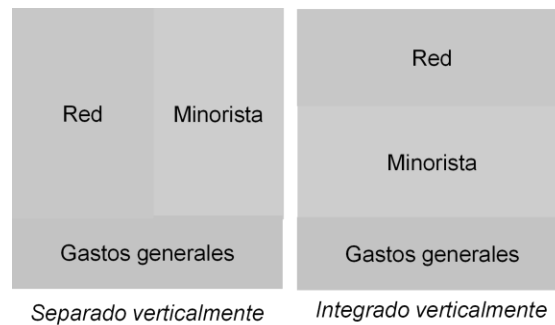 Red
Minorista
Gastos generales
Separado verticalmente
Red
Minorista
Gastos generales
Integrado verticalmente